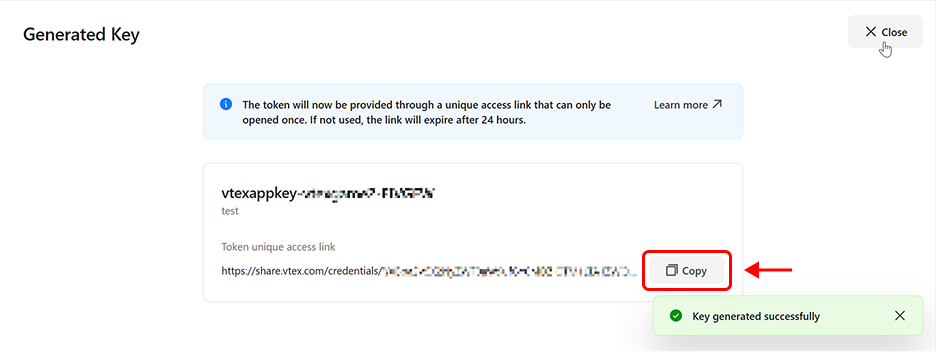 Generated Key
Close
The token will now be provided through a unique access link that can only be
opened once. If not used, the link will expire after 24 hours.
Learn more
vtexappkey-
test
Token unique access link
https://share.vtex.com/credentials/
Copy
Key generated successfully